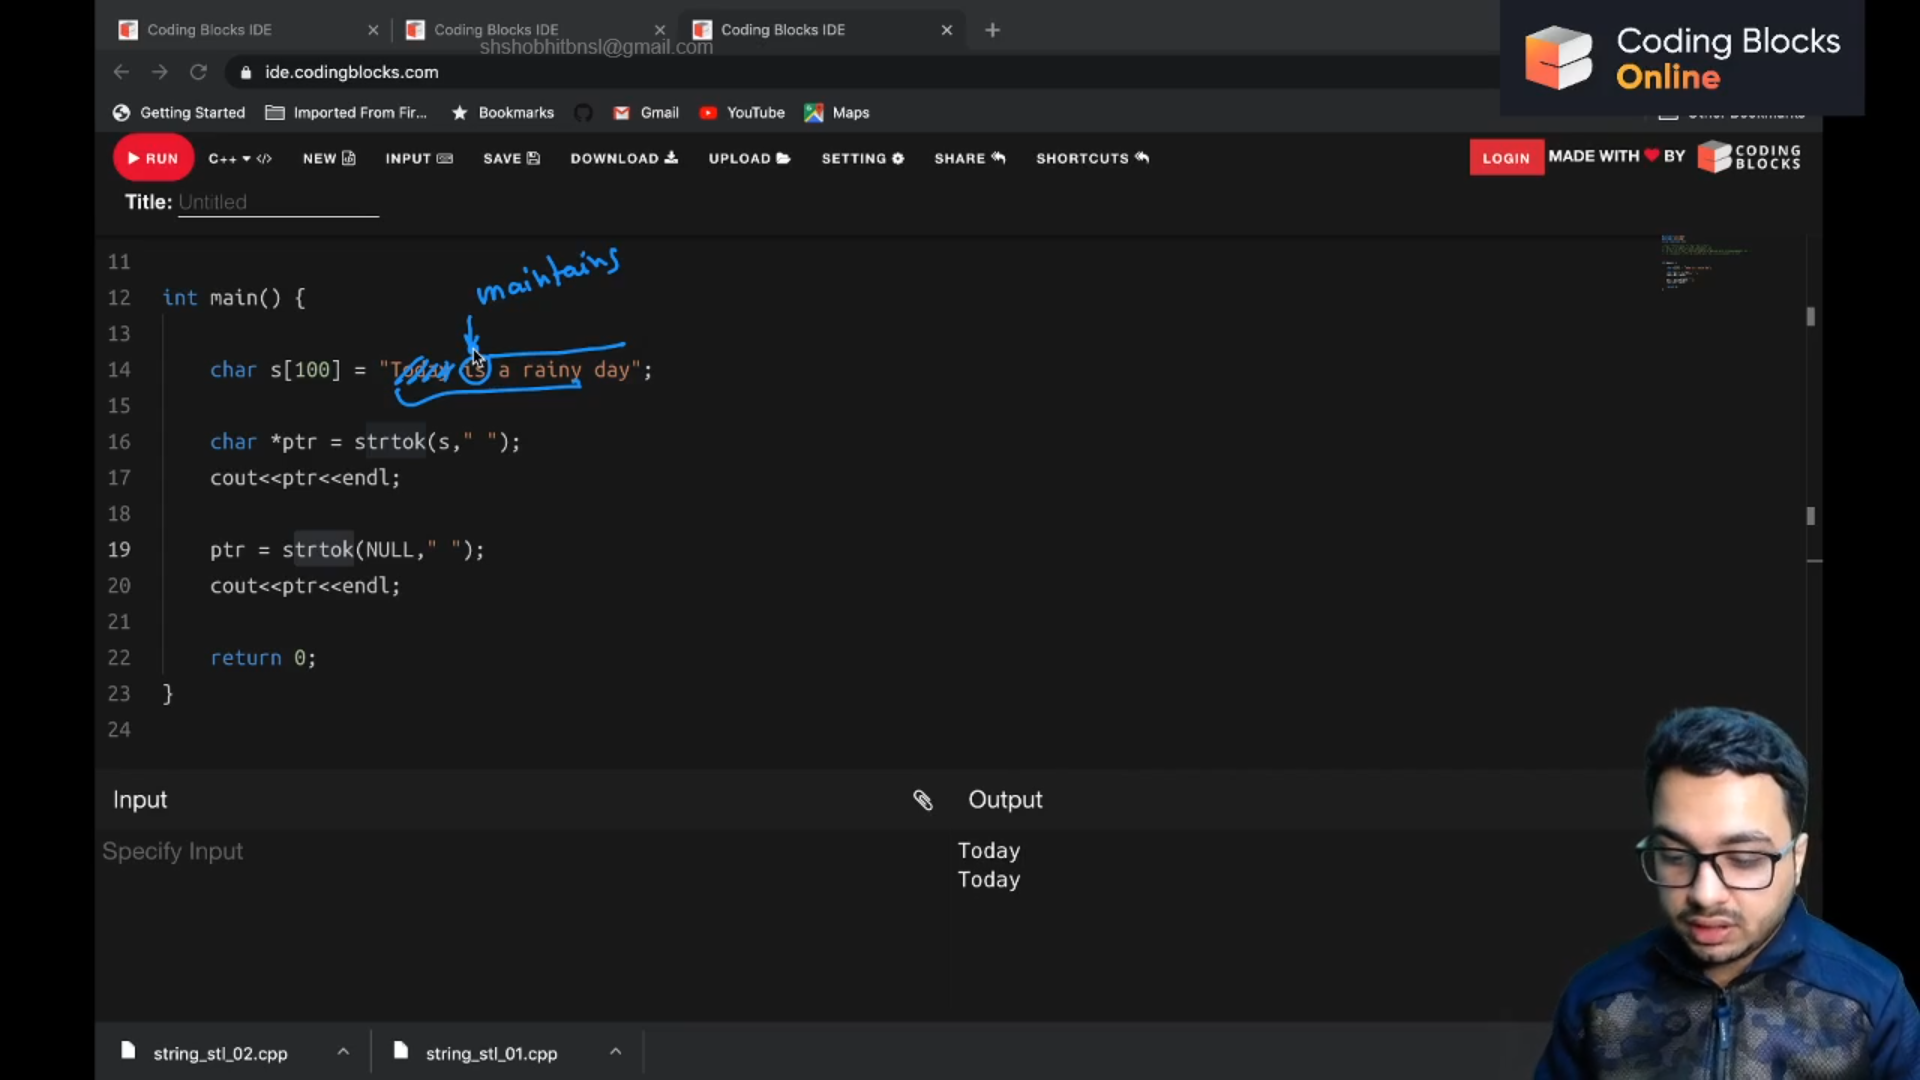 Coding Blocks IDE
Coding Blocks IDE
Coding Blocks IDE
shshobhitbnsl@gmail.com
Coding Blocks
Online
ide.codingblocks.com
Getting Started
Imported From Fir...
Bookmarks
Gmail
YouTube
Maps
Other Bookmarks
RUN
C++
NEW
INPUT
SAVE
DOWNLOAD
UPLOAD
SETTING
SHARE
SHORTCUTS
LOGIN
MADE WITH BY
CODING
BLOCKS
Title: Untitled
maintains
11
12 int main() {
13
14 char s[100] = "Today is a rainy day";
15
16 char *ptr = strtok(s," ");
17 cout<<ptr<<endl;
18
19 ptr = strtok(NULL," ");
20 cout<<ptr<<endl;
21
22 return 0;
23 }
24
Input
Output
Specify Input
Today
Today
string_stl_02.cpp
string_stl_01.cpp